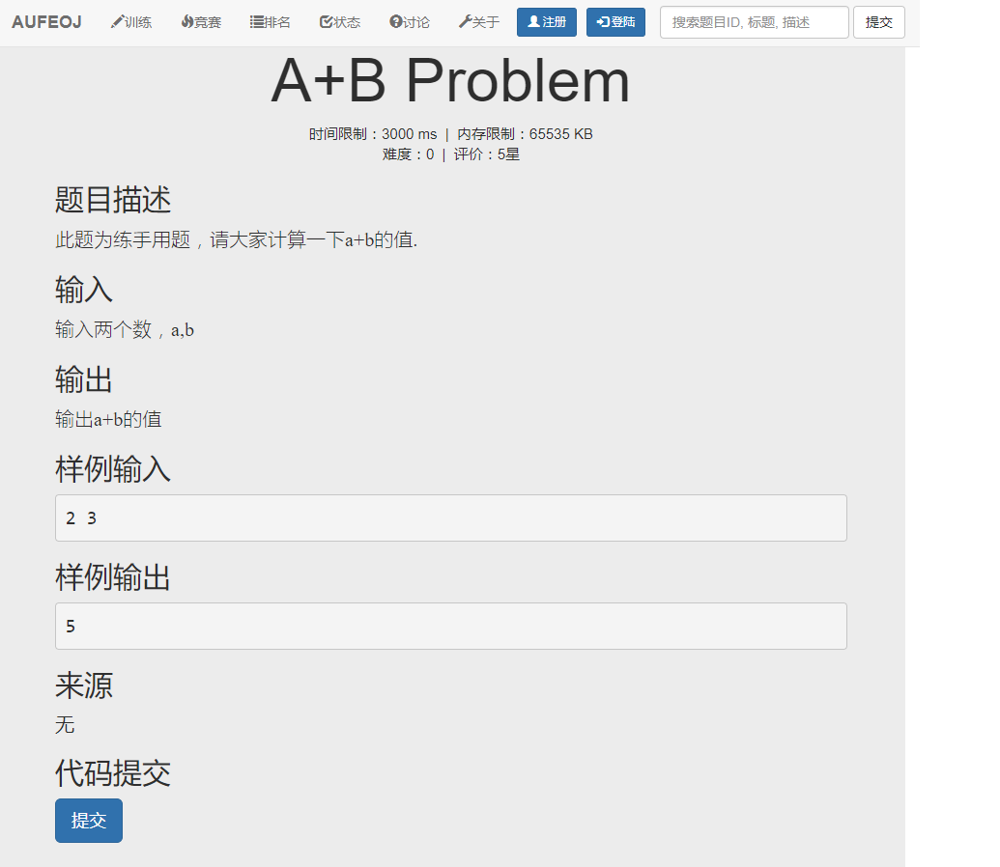 AUFEOJ 训练 竞赛 排名 状态 讨论 关于 注册 登陆 搜索题目ID, 标题, 描述 提交
A+B Problem
时间限制：3000 ms | 内存限制：65535 KB
难度：0 | 评价：5星
题目描述
此题为练手用题，请大家计算一下a+b的值.
输入
输入两个数，a,b
输出
输出a+b的值
样例输入
2 3
样例输出
5
来源
无
代码提交
提交